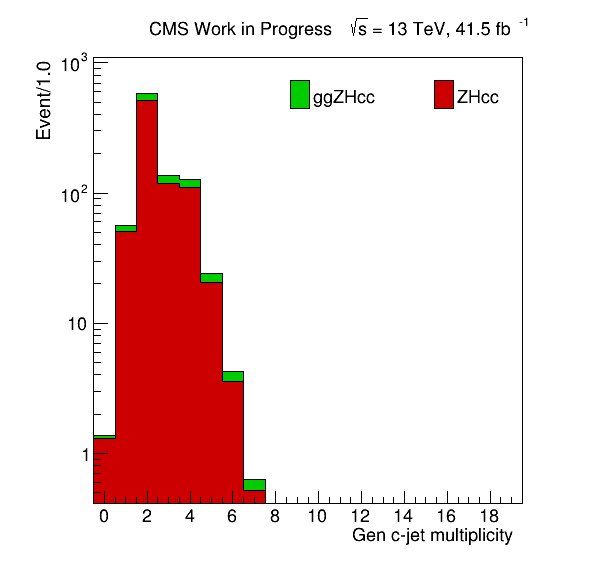 CMS Work in Progress √s = 13 TeV, 41.5 fb ⁻¹
Event/1.0
ggZHcc ZHcc
10³
10²
10
1
0 2 4 6 8 10 12 14 16 18
Gen c-jet multiplicity